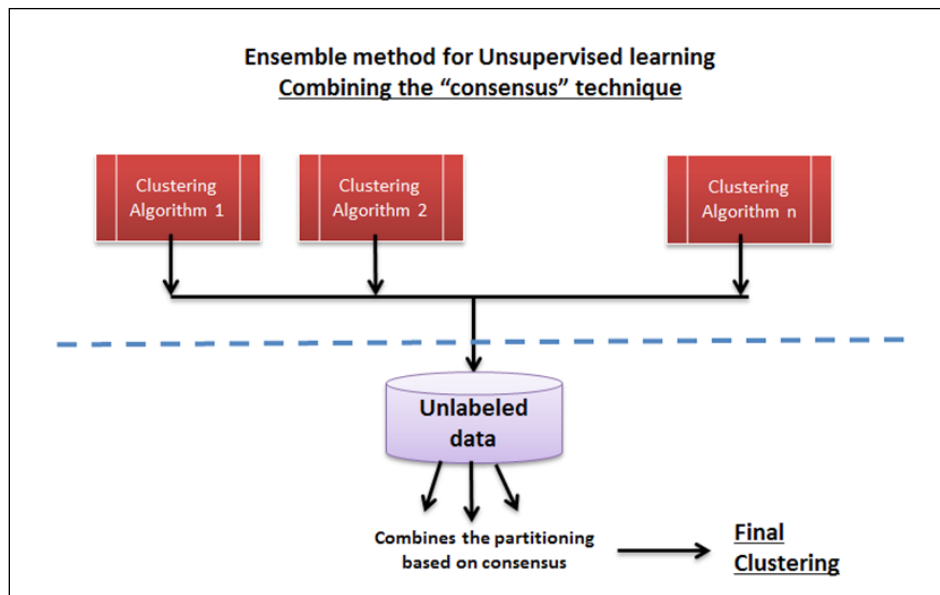 Ensemble method for Unsupervised learning
Combining the “consensus” technique
Clustering
Algorithm 1
Clustering
Algorithm 2
Clustering
Algorithm n
Unlabeled
data
Combines the partitioning
based on consensus
Final
Clustering